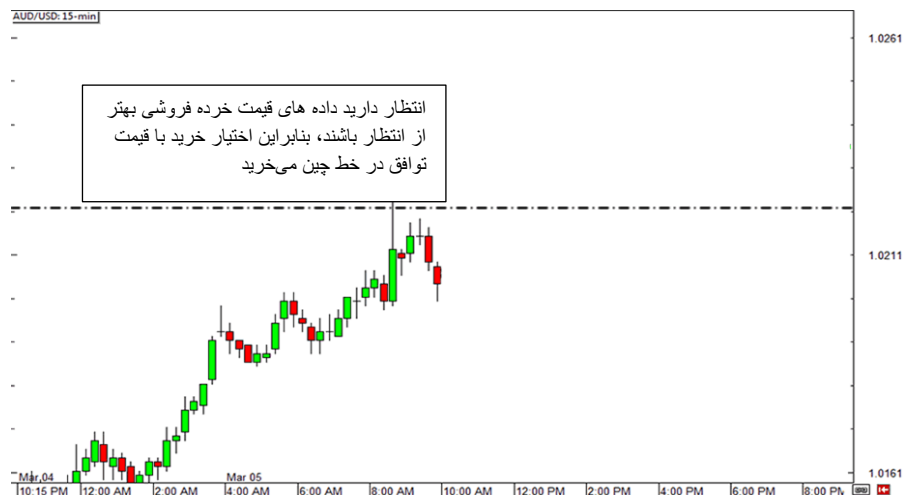 AUD/USD: 15-min
1.0261
انتظار دارید داده های قیمت خرده فروشی بهتر
از انتظار باشند، بنابراین اختیار خرید با قیمت
توافق در خط چین می‌خرید
1.0211
1.0161
Mar,04 Mar 05
10:15 PM 12:00 AM 2:00 AM 4:00 AM 6:00 AM 8:00 AM 10:00 AM 12:00 PM 2:00 PM 4:00 PM 6:00 PM 8:00 PM